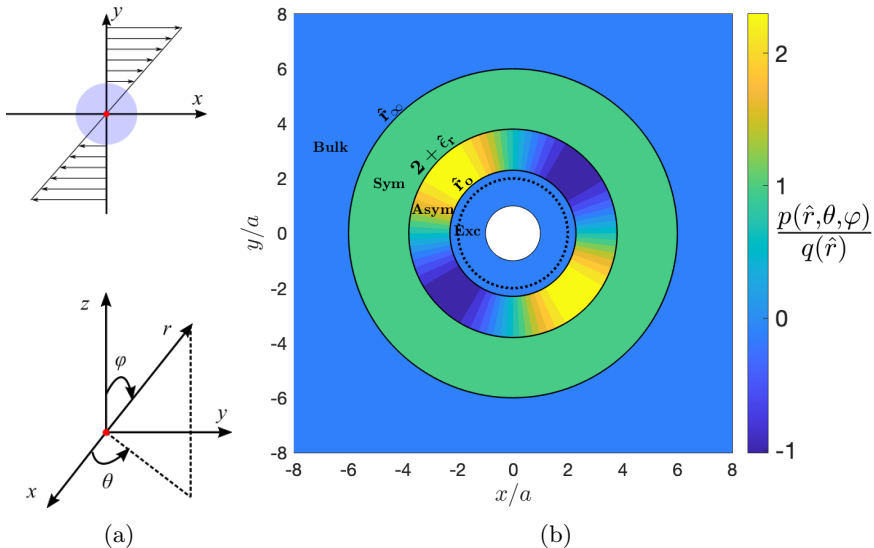 y
x
z
r
φ
y
x
θ
(a)
8
6
4
2
0
-2
-4
-6
-8
y/a
-8 -6 -4 -2 0 2 4 6 8
x/a
Bulk
r̂∞
Sym
2 + ϵ̂r
Asym
r̂o
Exc
2
1
0
-1
p(r̂,θ,φ)
q(r̂)
(b)